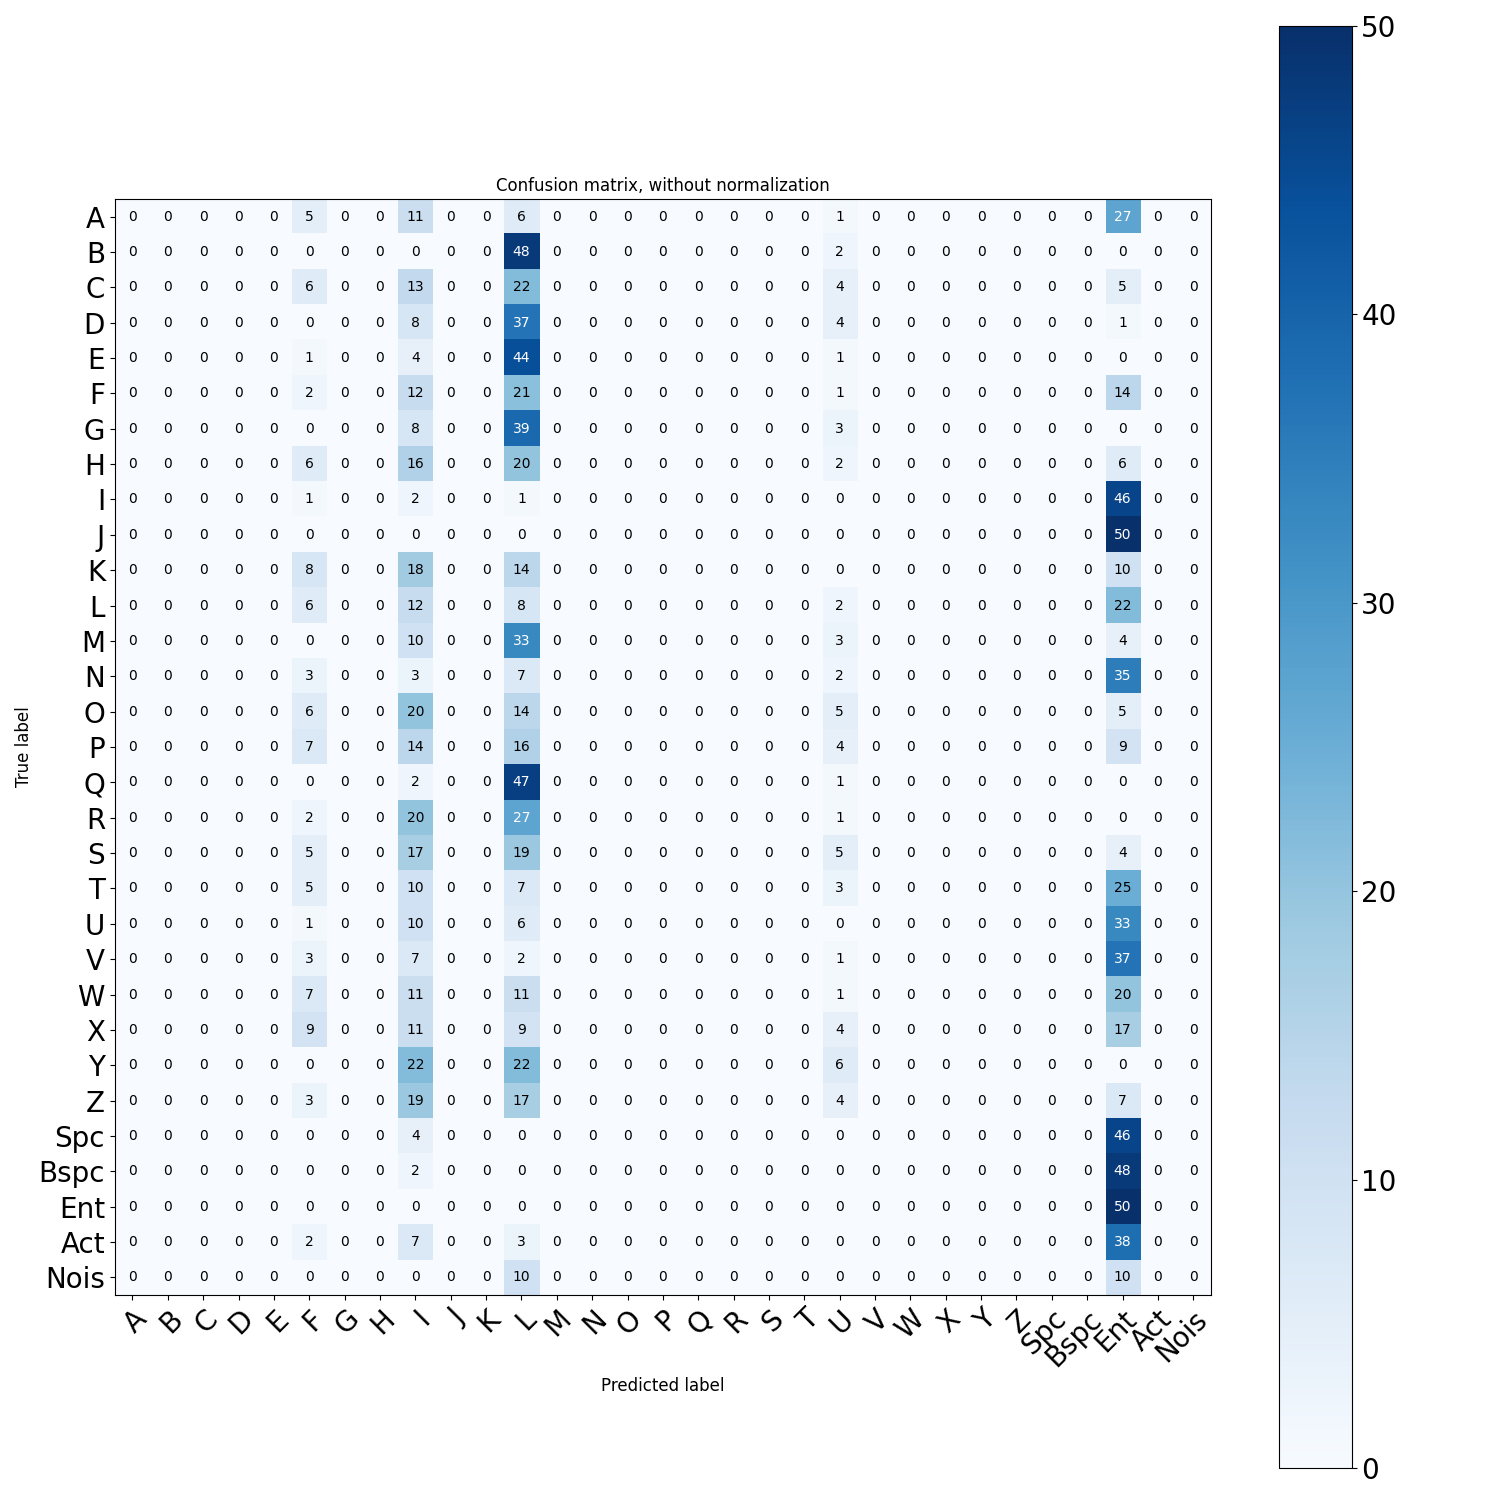 Confusion matrix, without normalization
A 0 0 0 0 0 5 0 0 11 0 0 6 0 0 0 0 0 0 0 0 1 0 0 0 0 0 0 0 27 0 0
B 0 0 0 0 0 0 0 0 0 0 0 48 0 0 0 0 0 0 0 0 2 0 0 0 0 0 0 0 0 0 0
C 0 0 0 0 0 6 0 0 13 0 0 22 0 0 0 0 0 0 0 0 4 0 0 0 0 0 0 0 5 0 0
D 0 0 0 0 0 0 0 0 8 0 0 37 0 0 0 0 0 0 0 0 4 0 0 0 0 0 0 0 1 0 0
E 0 0 0 0 0 1 0 0 4 0 0 44 0 0 0 0 0 0 0 0 1 0 0 0 0 0 0 0 0 0 0
F 0 0 0 0 0 2 0 0 12 0 0 21 0 0 0 0 0 0 0 0 1 0 0 0 0 0 0 0 14 0 0
G 0 0 0 0 0 0 0 0 8 0 0 39 0 0 0 0 0 0 0 0 3 0 0 0 0 0 0 0 0 0 0
H 0 0 0 0 0 6 0 0 16 0 0 20 0 0 0 0 0 0 0 0 2 0 0 0 0 0 0 0 6 0 0
I 0 0 0 0 0 1 0 0 2 0 0 1 0 0 0 0 0 0 0 0 0 0 0 0 0 0 0 0 46 0 0
J 0 0 0 0 0 0 0 0 0 0 0 0 0 0 0 0 0 0 0 0 0 0 0 0 0 0 0 0 50 0 0
K 0 0 0 0 0 8 0 0 18 0 0 14 0 0 0 0 0 0 0 0 0 0 0 0 0 0 0 0 10 0 0
L 0 0 0 0 0 6 0 0 12 0 0 8 0 0 0 0 0 0 0 0 2 0 0 0 0 0 0 0 22 0 0
M 0 0 0 0 0 0 0 0 10 0 0 33 0 0 0 0 0 0 0 0 3 0 0 0 0 0 0 0 4 0 0
N 0 0 0 0 0 3 0 0 3 0 0 7 0 0 0 0 0 0 0 0 2 0 0 0 0 0 0 0 35 0 0
O 0 0 0 0 0 6 0 0 20 0 0 14 0 0 0 0 0 0 0 0 5 0 0 0 0 0 0 0 5 0 0
P 0 0 0 0 0 7 0 0 14 0 0 16 0 0 0 0 0 0 0 0 4 0 0 0 0 0 0 0 9 0 0
Q 0 0 0 0 0 0 0 0 2 0 0 47 0 0 0 0 0 0 0 0 1 0 0 0 0 0 0 0 0 0 0
R 0 0 0 0 0 2 0 0 20 0 0 27 0 0 0 0 0 0 0 0 1 0 0 0 0 0 0 0 0 0 0
S 0 0 0 0 0 5 0 0 17 0 0 19 0 0 0 0 0 0 0 0 5 0 0 0 0 0 0 0 4 0 0
T 0 0 0 0 0 5 0 0 10 0 0 7 0 0 0 0 0 0 0 0 3 0 0 0 0 0 0 0 25 0 0
U 0 0 0 0 0 1 0 0 10 0 0 6 0 0 0 0 0 0 0 0 0 0 0 0 0 0 0 0 33 0 0
V 0 0 0 0 0 3 0 0 7 0 0 2 0 0 0 0 0 0 0 0 1 0 0 0 0 0 0 0 37 0 0
W 0 0 0 0 0 7 0 0 11 0 0 11 0 0 0 0 0 0 0 0 1 0 0 0 0 0 0 0 20 0 0
X 0 0 0 0 0 9 0 0 11 0 0 9 0 0 0 0 0 0 0 0 4 0 0 0 0 0 0 0 17 0 0
Y 0 0 0 0 0 0 0 0 22 0 0 22 0 0 0 0 0 0 0 0 6 0 0 0 0 0 0 0 0 0 0
Z 0 0 0 0 0 3 0 0 19 0 0 17 0 0 0 0 0 0 0 0 4 0 0 0 0 0 0 0 7 0 0
Spc 0 0 0 0 0 0 0 0 4 0 0 0 0 0 0 0 0 0 0 0 0 0 0 0 0 0 0 0 46 0 0
Bspc 0 0 0 0 0 0 0 0 2 0 0 0 0 0 0 0 0 0 0 0 0 0 0 0 0 0 0 0 48 0 0
Ent 0 0 0 0 0 0 0 0 0 0 0 0 0 0 0 0 0 0 0 0 0 0 0 0 0 0 0 0 50 0 0
Act 0 0 0 0 0 2 0 0 7 0 0 3 0 0 0 0 0 0 0 0 0 0 0 0 0 0 0 0 38 0 0
Nois 0 0 0 0 0 0 0 0 0 0 0 10 0 0 0 0 0 0 0 0 0 0 0 0 0 0 0 0 10 0 0
A B C D E F G H I J K L M N O P Q R S T U V W X Y Z Spc Bspc Ent Act Nois
Predicted label
True label
50
40
30
20
10
0